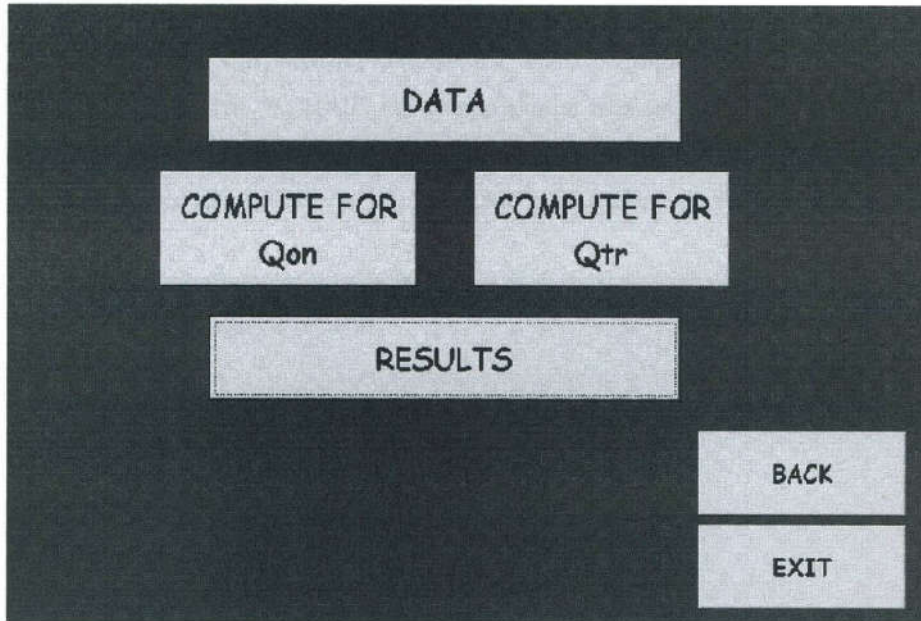 DATA
COMPUTE FOR
Qon
COMPUTE FOR
Qtr
RESULTS
BACK
EXIT